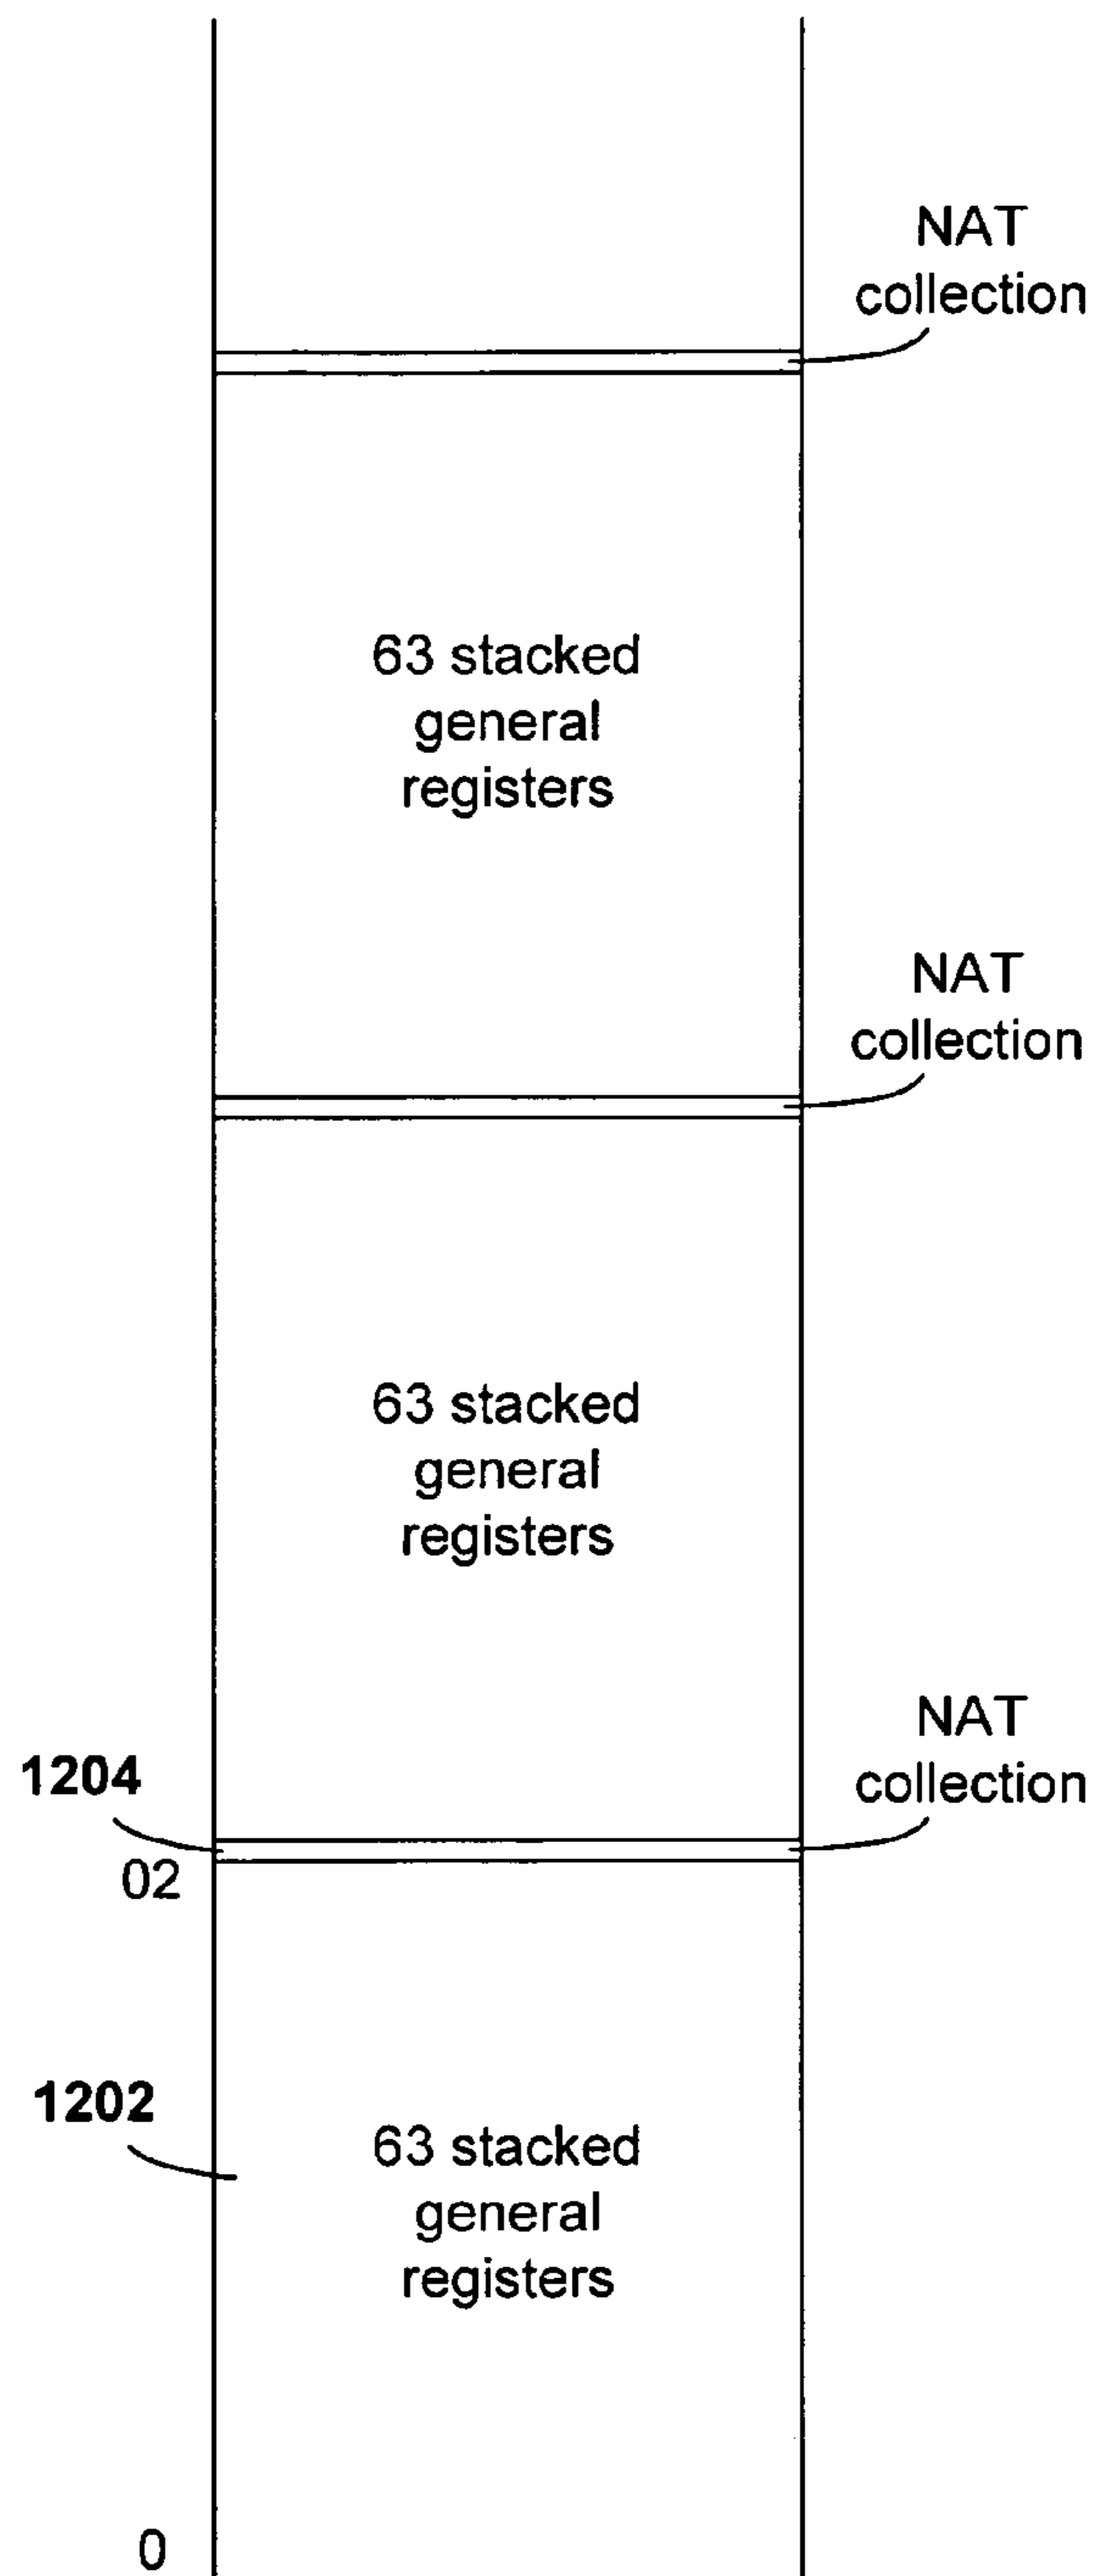 NAT
collection
63 stacked
general
registers
NAT
collection
63 stacked
general
registers
NAT
collection
1204
02
1202
63 stacked
general
registers
0